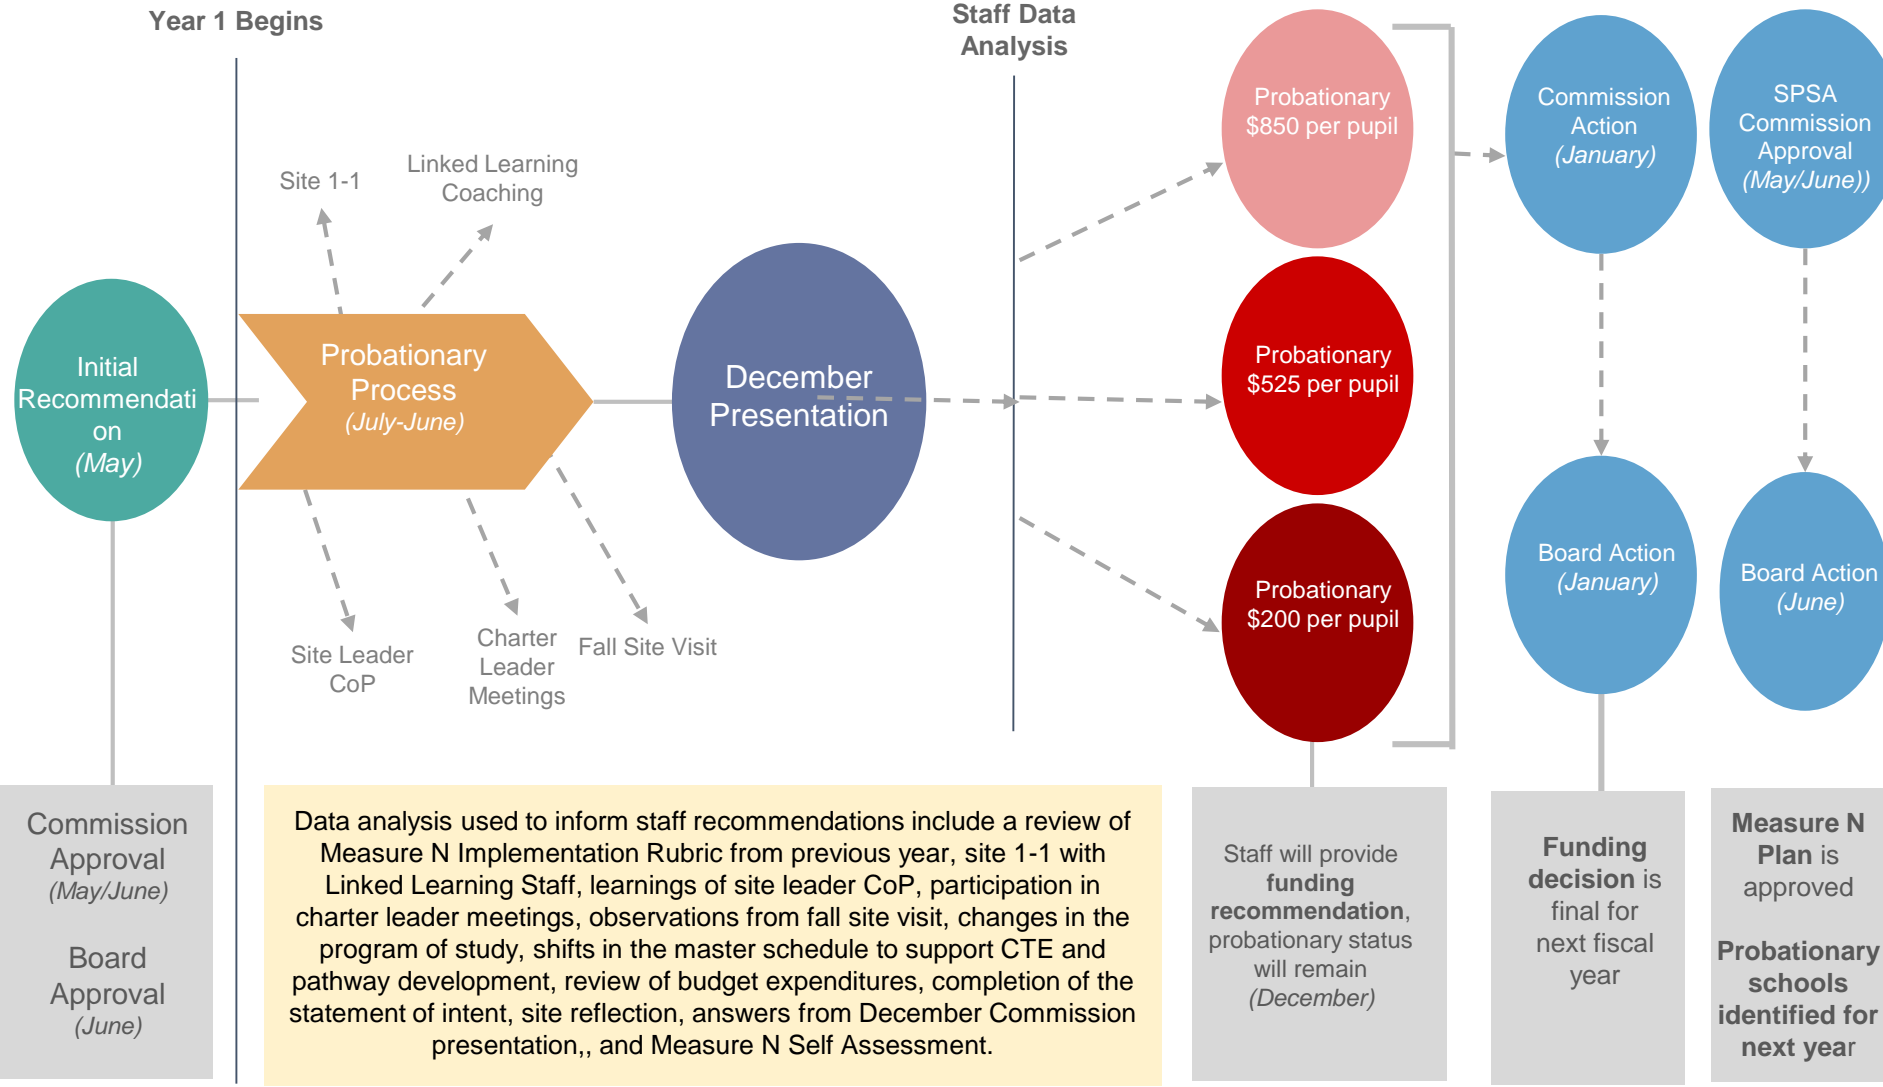 Year 1 Begins
Staff Data
Analysis
Site 1-1
Linked Learning
Coaching
Initial
Recommendati
on
(May)
Probationary
Process
(July-June)
December
Presentation
Site Leader
CoP
Charter
Leader
Meetings
Fall Site Visit
Probationary
$850 per pupil
Probationary
$525 per pupil
Probationary
$200 per pupil
Commission
Action
(January)
SPSA
Commission
Approval
(May/June))
Board Action
(January)
Board Action
(June)
Commission
Approval
(May/June)
Board
Approval
(June)
Data analysis used to inform staff recommendations include a review of
Measure N Implementation Rubric from previous year, site 1-1 with
Linked Learning Staff, learnings of site leader CoP, participation in
charter leader meetings, observations from fall site visit, changes in the
program of study, shifts in the master schedule to support CTE and
pathway development, review of budget expenditures, completion of the
statement of intent, site reflection, answers from December Commission
presentation,, and Measure N Self Assessment.
Staff will provide
funding
recommendation,
probationary status
will remain
(December)
Funding
decision is
final for
next fiscal
year
Measure N
Plan is
approved
Probationary
schools
identified for
next year